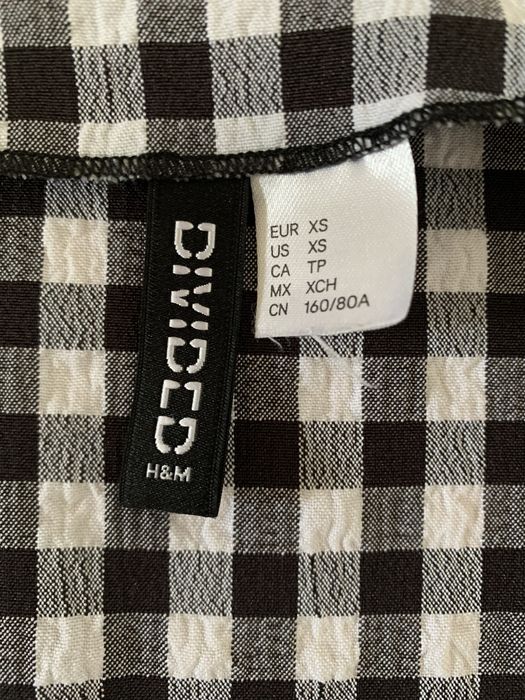 DIVIDED
H&M
EUR XS
US XS
CA TP
MX XCH
CN 160/80A